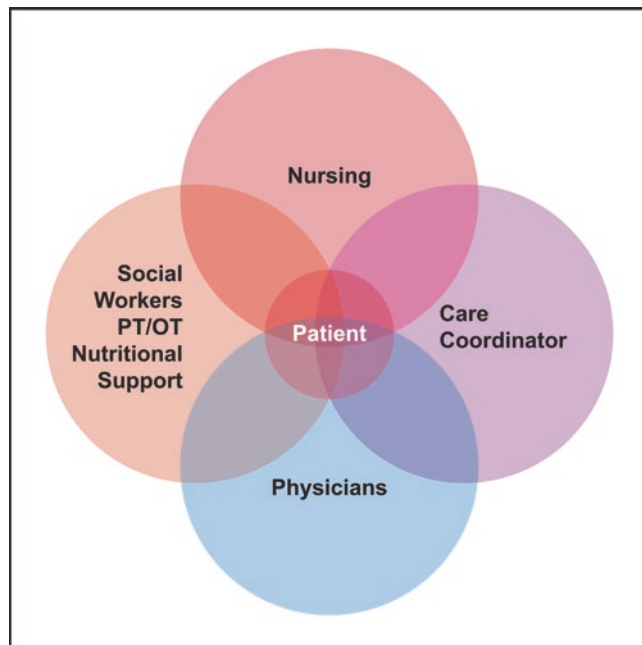 Nursing
Social
Workers
PT/OT
Nutritional
Support
Patient
Care
Coordinator
Physicians